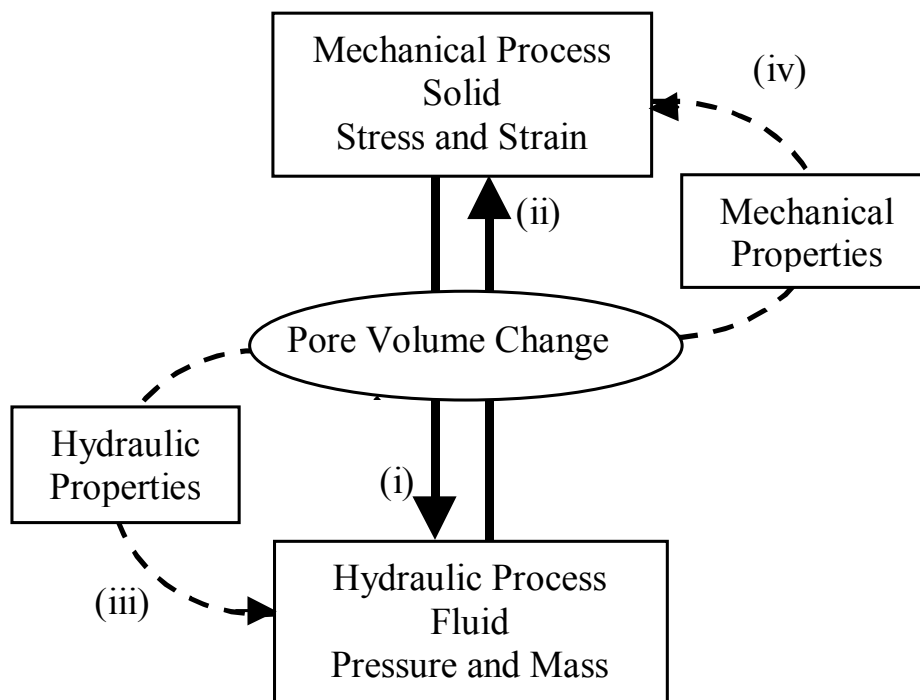 Mechanical Process
Solid
Stress and Strain
(iv)
(ii)
Mechanical
Properties
Pore Volume Change
Hydraulic
Properties
(i)
(iii)
Hydraulic Process
Fluid
Pressure and Mass